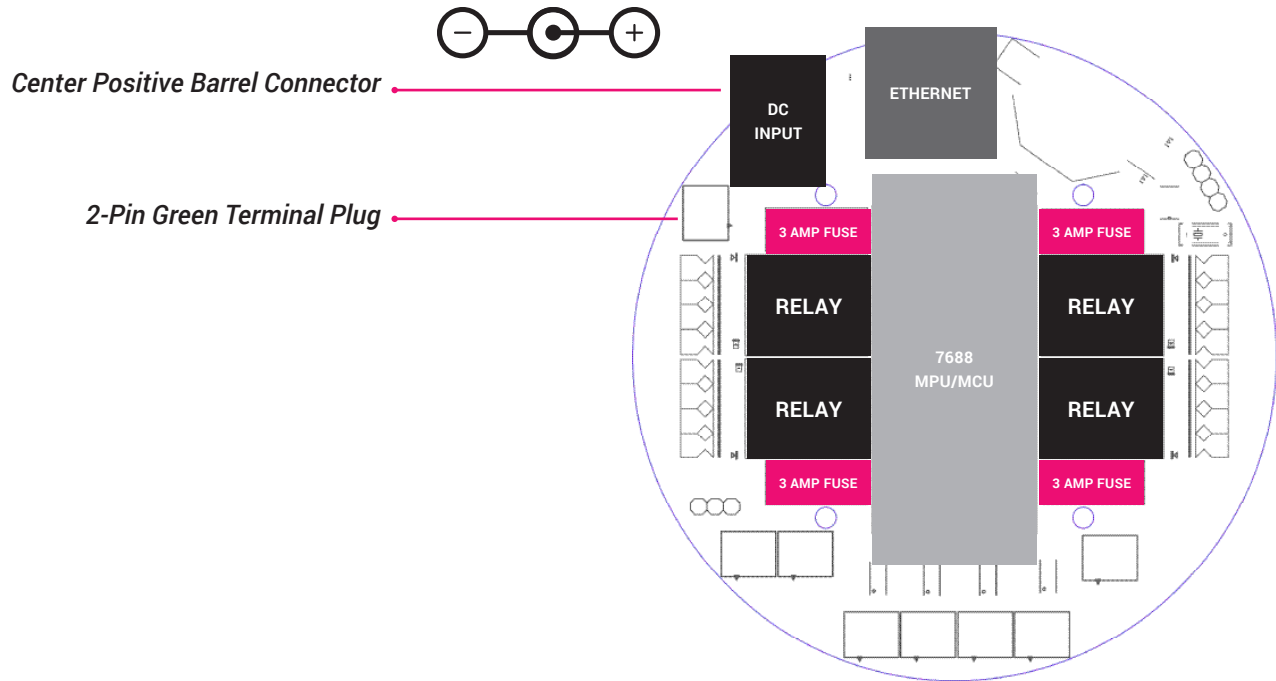 − +
Center Positive Barrel Connector
DC
INPUT
ETHERNET
2-Pin Green Terminal Plug
3 AMP FUSE
3 AMP FUSE
RELAY
RELAY
7688
MPU/MCU
RELAY
RELAY
3 AMP FUSE
3 AMP FUSE